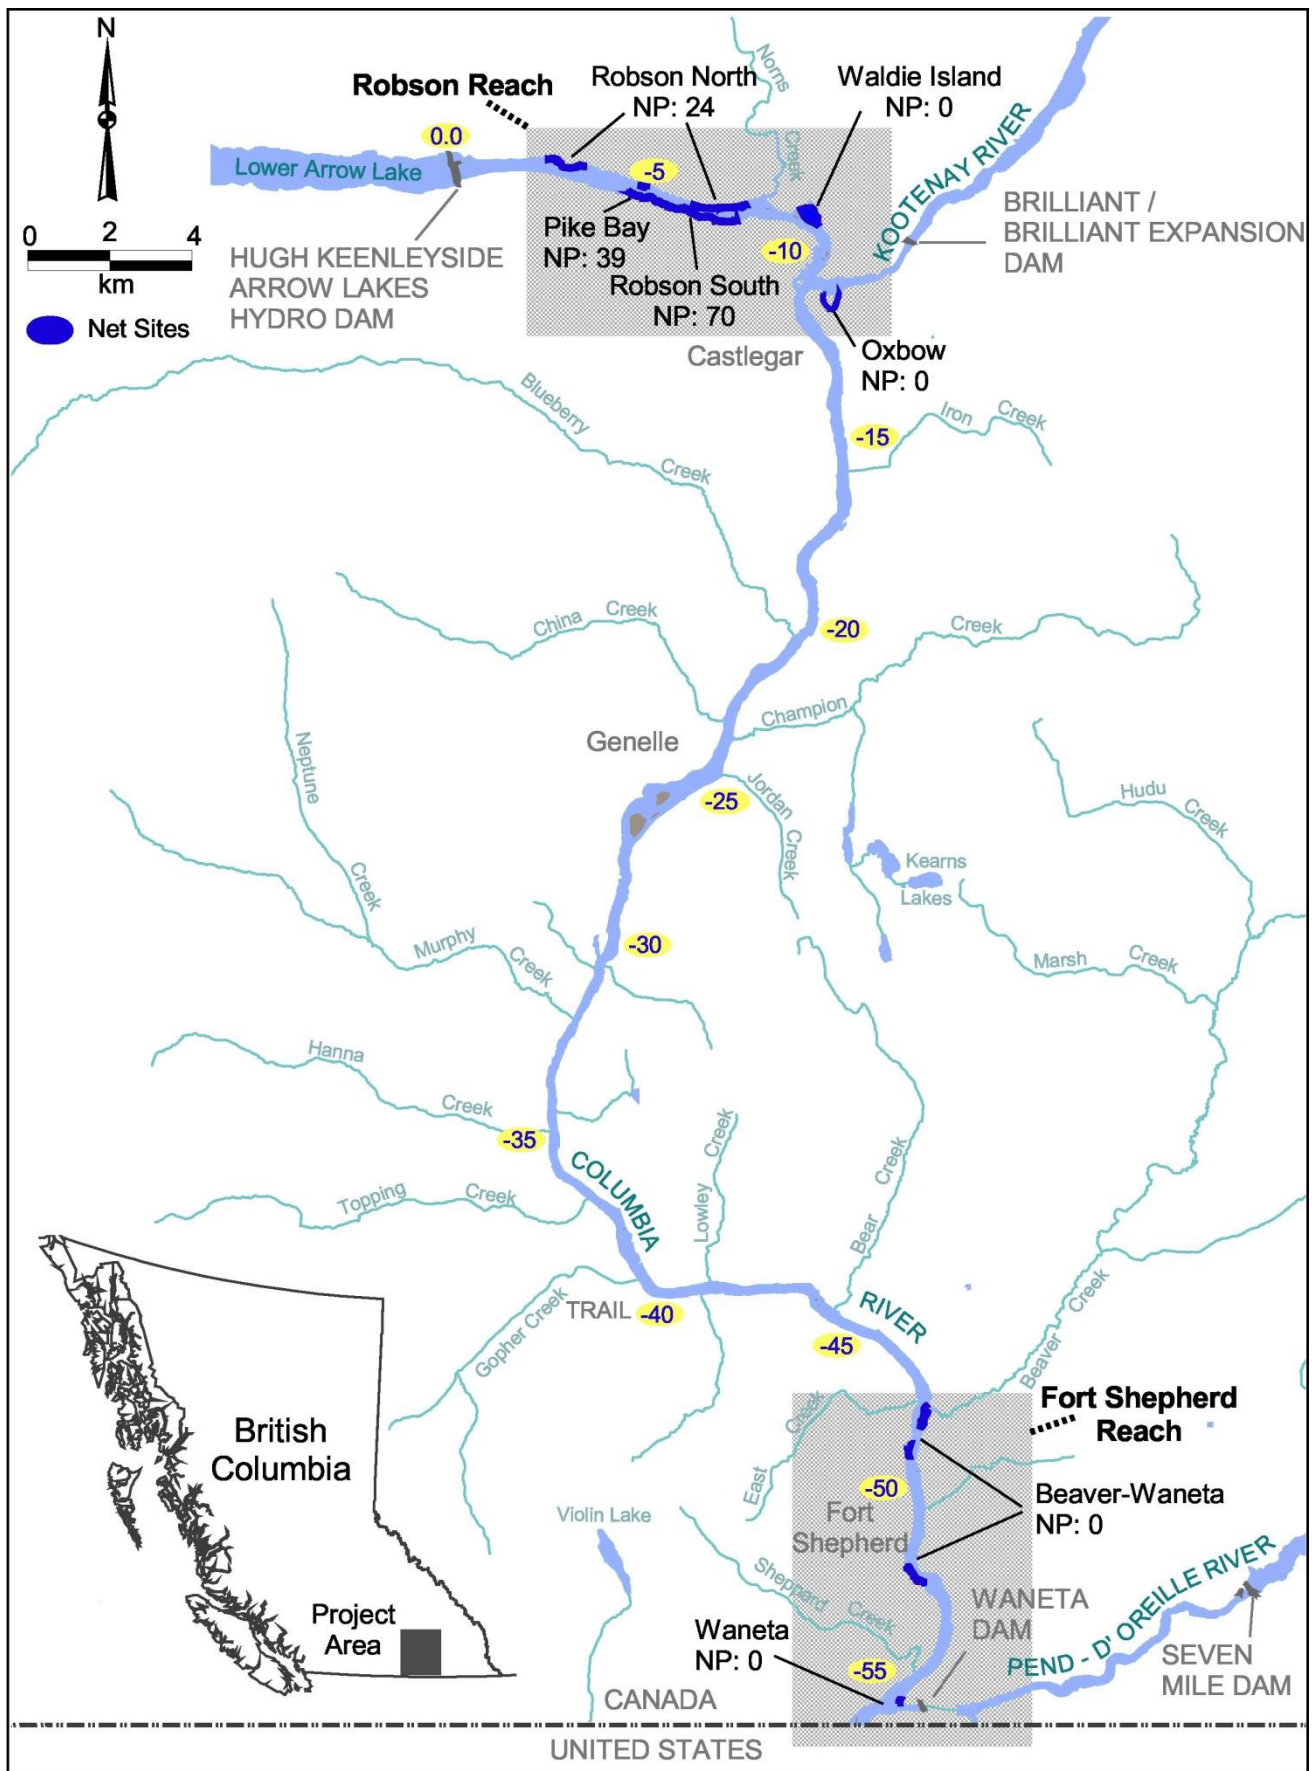 N
Robson Reach
Robson North
NP: 24
Waldie Island
NP: 0
Norns
Creek
KOOTENAY RIVER
0.0
-5
Lower Arrow Lake
BRILLIANT /
BRILLIANT EXPANSION
DAM
0 2 4
km
HUGH KEENLEYSIDE
ARROW LAKES
HYDRO DAM
Pike Bay
NP: 39
-10
Robson South
NP: 70
Net Sites
Castlegar
Oxbow
NP: 0
Blueberry
Creek
-15
Iron Creek
China Creek
-20
Creek
Champion
Genelle
Neptune
Creek
-25
Jordan
Creek
Hudu
Creek
Kearns
Lakes
Murphy
Creek
-30
Marsh Creek
Hanna
Creek
-35
COLUMBIA
Topping Creek
Lowley
Creek
Bear
Creek
Gopher Creek
TRAIL
-40
RIVER
-45
Beaver
Creek
British
Columbia
Project
Area
Fort Shepherd
Reach
East
Creek
-50
Fort
Shepherd
Beaver-Waneta
NP: 0
Violin Lake
Sheppard
Creek
WANETA
DAM
PEND - D' OREILLE RIVER
SEVEN
MILE DAM
Waneta
NP: 0
-55
CANADA
UNITED STATES